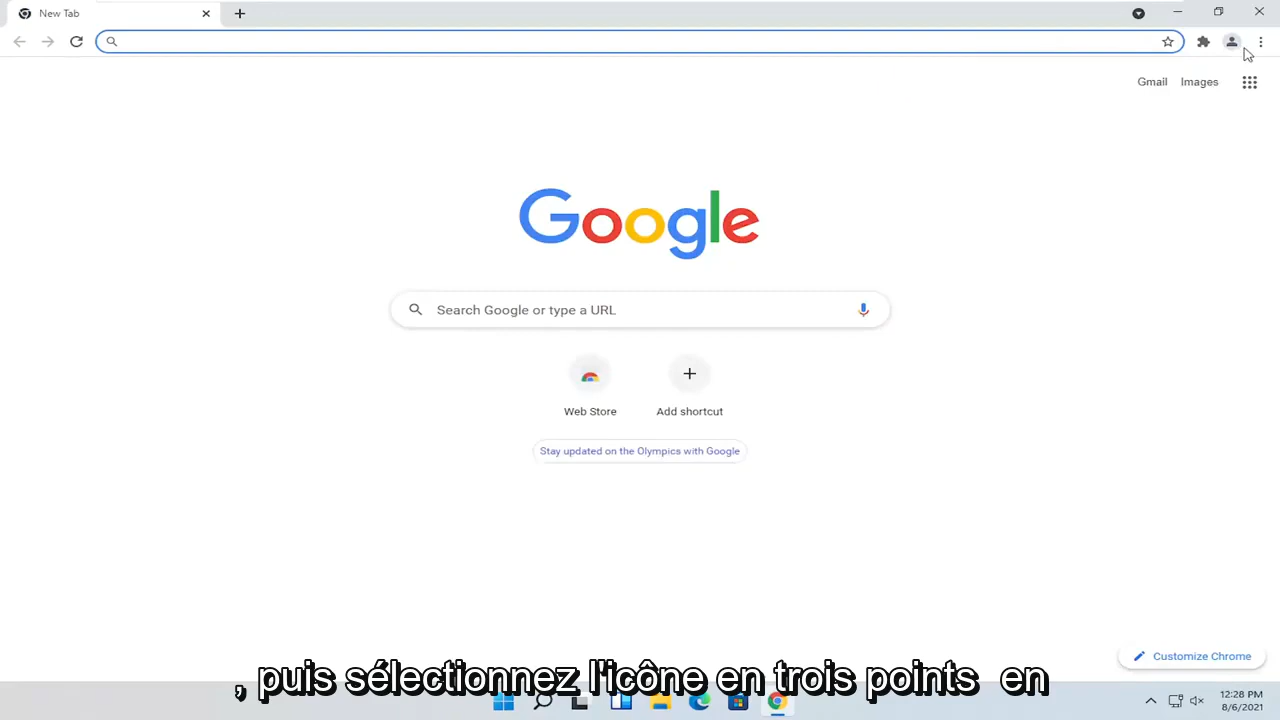 New Tab
Gmail Images
Google
Search Google or type a URL
Web Store Add shortcut
Stay updated on the Olympics with Google
Customize Chrome
, puis sélectionnez l'icône en trois points en
12:28 PM
8/6/2021